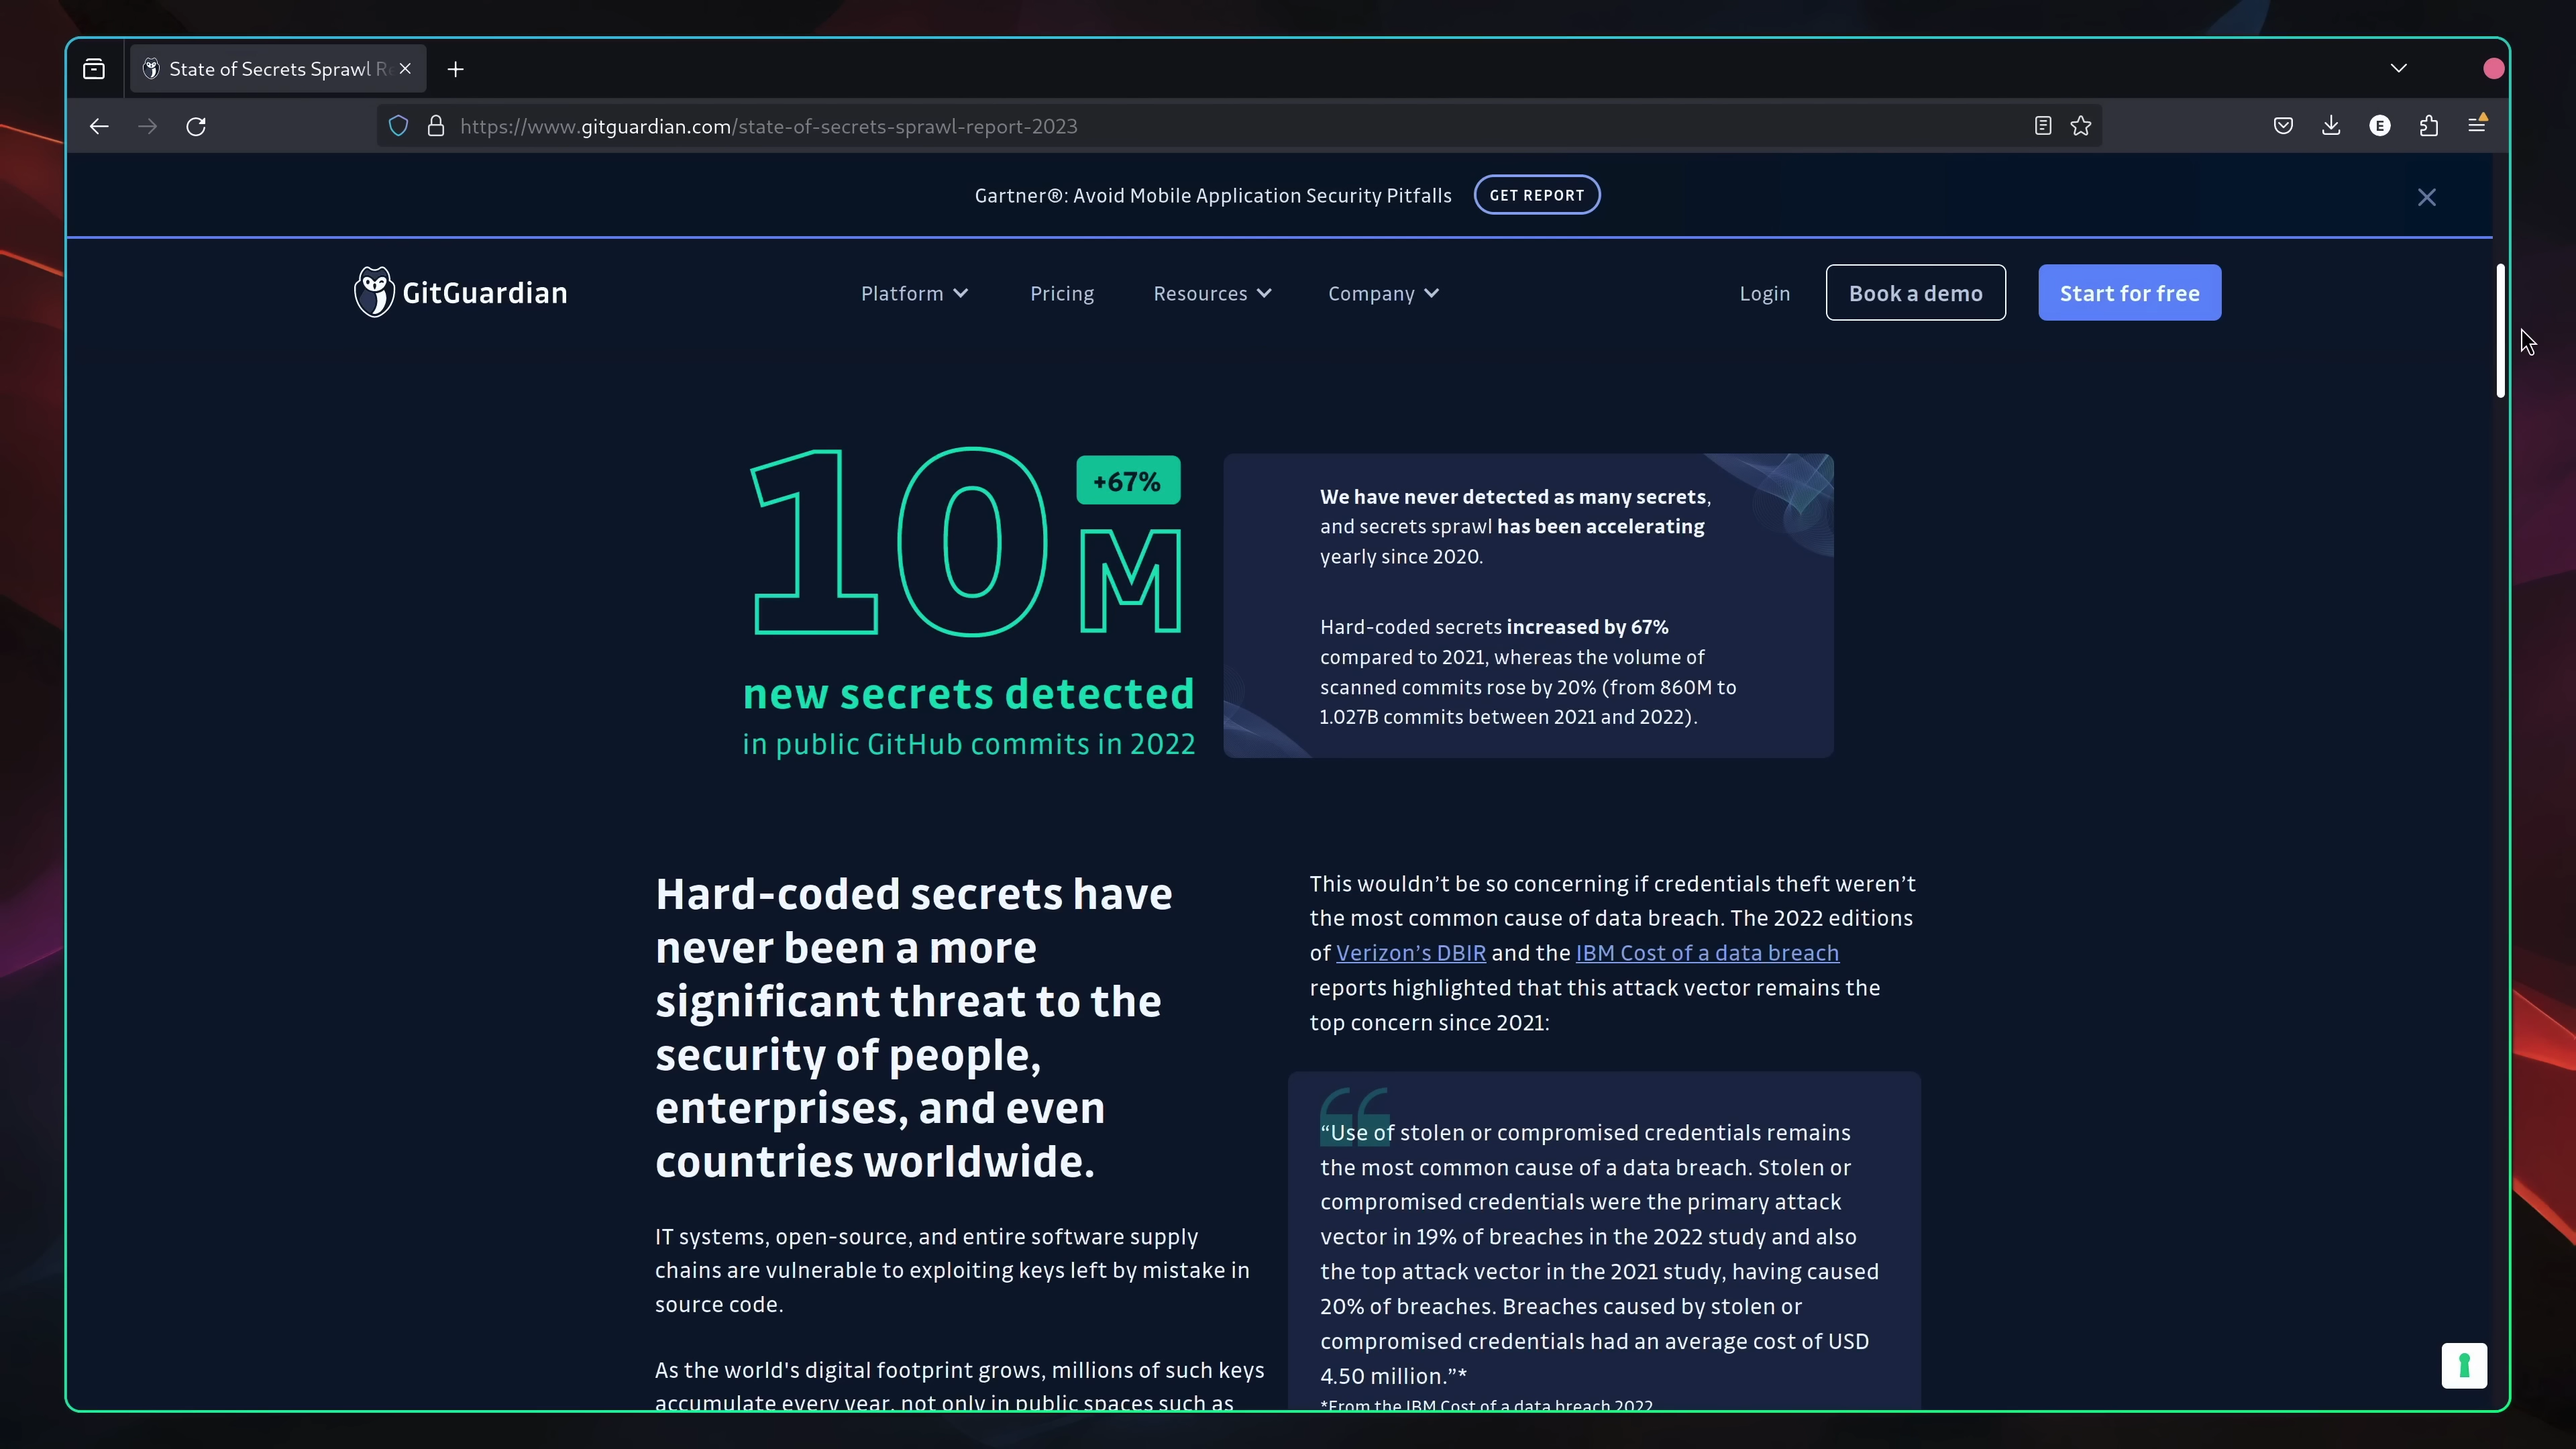 State of Secrets Sprawl R
https://www.gitguardian.com/state-of-secrets-sprawl-report-2023
E
Gartner®: Avoid Mobile Application Security Pitfalls
GET REPORT
GitGuardian
Platform
Pricing
Resources
Company
Login
Book a demo
Start for free
10 M
+67%
new secrets detected
in public GitHub commits in 2022
We have never detected as many secrets,
and secrets sprawl has been accelerating
yearly since 2020.
Hard-coded secrets increased by 67%
compared to 2021, whereas the volume of
scanned commits rose by 20% (from 860M to
1.027B commits between 2021 and 2022).
Hard-coded secrets have
never been a more
significant threat to the
security of people,
enterprises, and even
countries worldwide.
IT systems, open-source, and entire software supply
chains are vulnerable to exploiting keys left by mistake in
source code.
As the world's digital footprint grows, millions of such keys
accumulate every year, not only in public spaces such as
This wouldn’t be so concerning if credentials theft weren’t
the most common cause of data breach. The 2022 editions
of Verizon’s DBIR and the IBM Cost of a data breach
reports highlighted that this attack vector remains the
top concern since 2021:
“Use of stolen or compromised credentials remains
the most common cause of a data breach. Stolen or
compromised credentials were the primary attack
vector in 19% of breaches in the 2022 study and also
the top attack vector in the 2021 study, having caused
20% of breaches. Breaches caused by stolen or
compromised credentials had an average cost of USD
4.50 million.”*
*From the IBM Cost of a data breach 2022